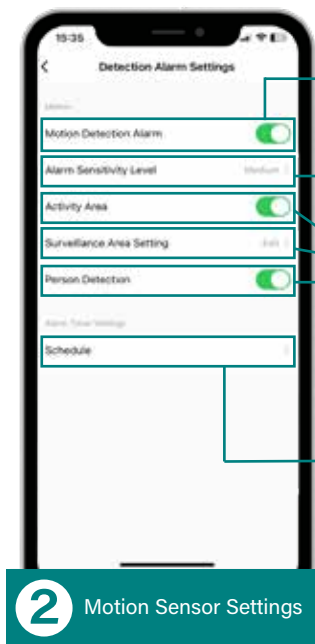 15:35
Detection Alarm Settings
Motion
Motion Detection Alarm
Alarm Sensitivity Level Medium
Activity Area
Surveillance Area Setting Edit
Person Detection
Alarm Timer Settings
Schedule
2 Motion Sensor Settings